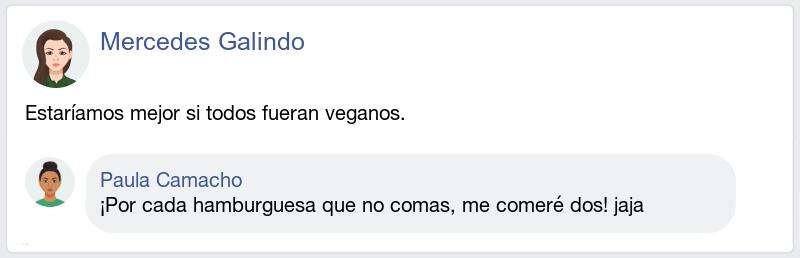 Mercedes Galindo
Estaríamos mejor si todos fueran veganos.
Paula Camacho
¡Por cada hamburguesa que no comas, me comeré dos! jaja